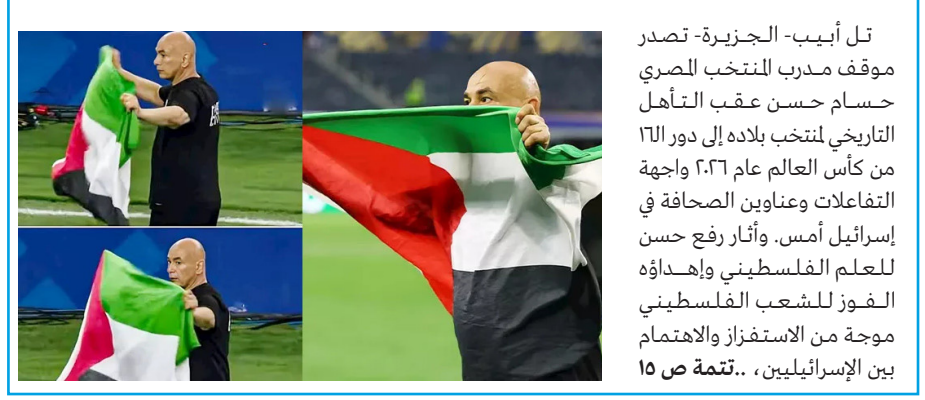 تل أبيب- الجزيرة- تصدر
موقف مدرب المنتخب المصري
حسام حسن عقب التأهل
التاريخي لمنتخب بلاده إلى دور الـ١٦
من كأس العالم عام ٢٠٢٦ واجهة
التفاعلات وعناوين الصحافة في
إسرائيل أمس. وأثار رفع حسن
للعلم الفلسطيني وإهداؤه
الفوز للشعب الفلسطيني
موجة من الاستفزاز والاهتمام
بين الإسرائيليين، ..تتمة ص ١٥